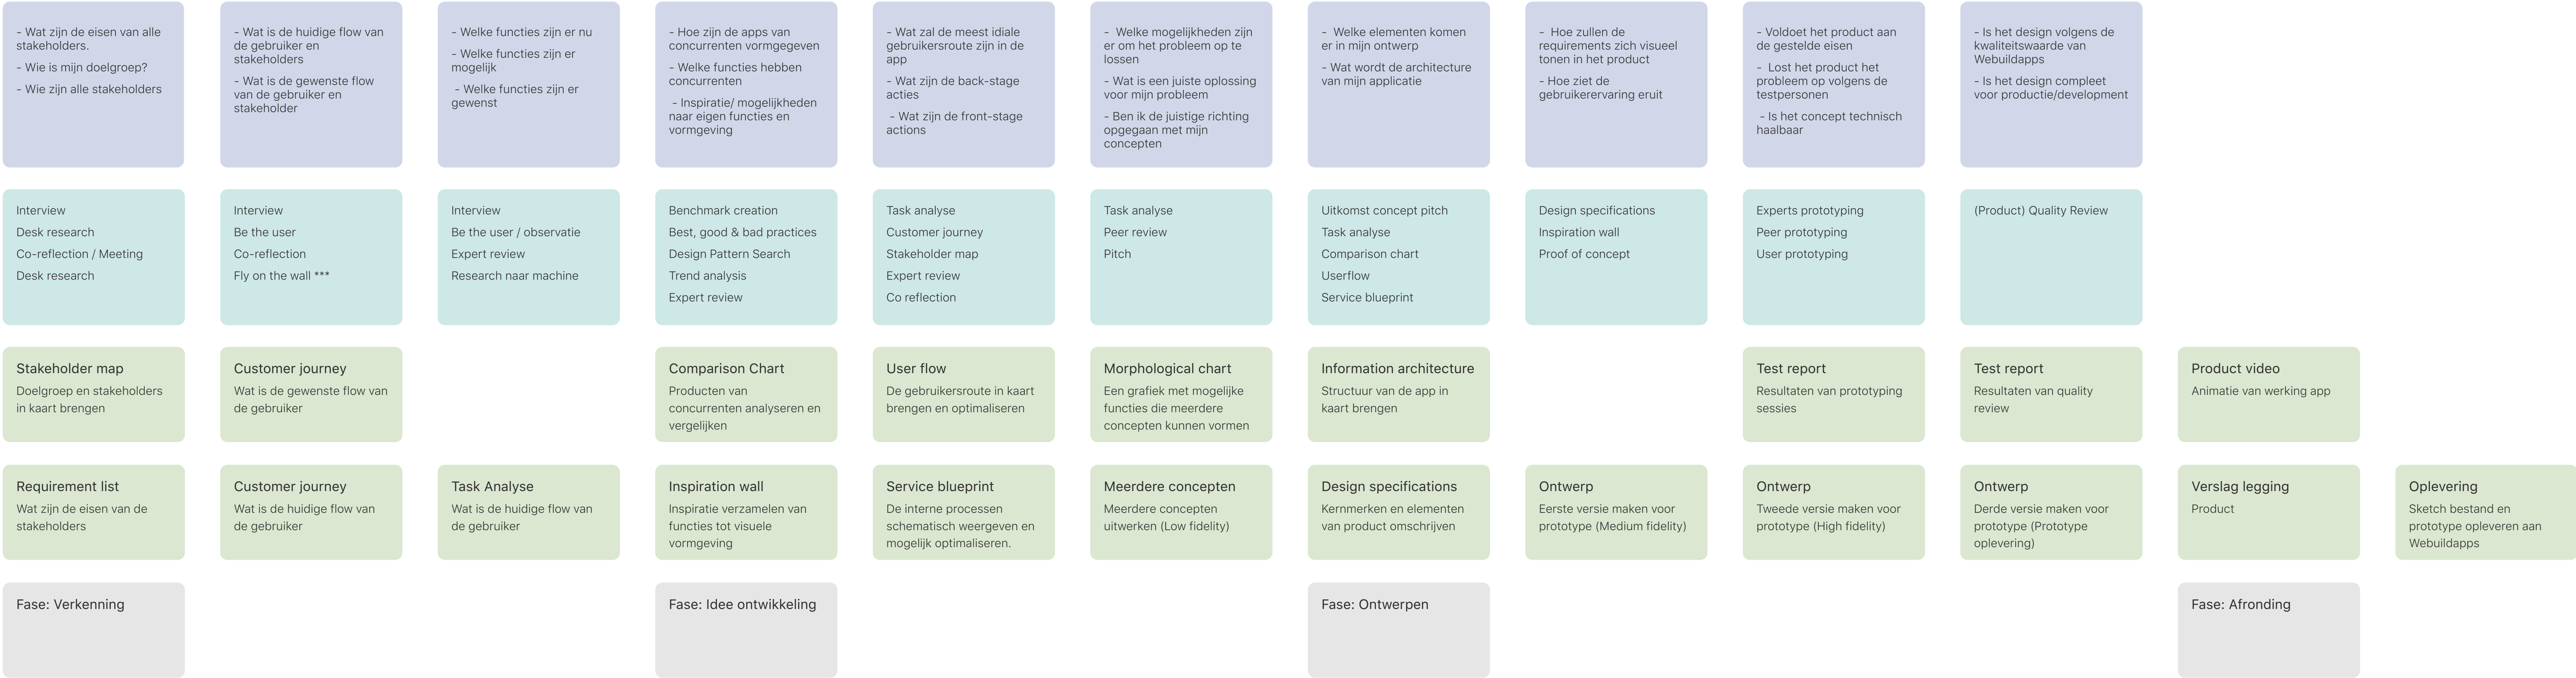 - Wat zijn de eisen van alle
stakeholders.
- Wie is mijn doelgroep?
- Wie zijn alle stakeholders
- Wat is de huidige flow van
de gebruiker en
stakeholders
- Wat is de gewenste flow
van de gebruiker en
stakeholder
- Welke functies zijn er nu
- Welke functies zijn er
mogelijk
- Welke functies zijn er
gewenst
- Hoe zijn de apps van
concurrenten vormgegeven
- Welke functies hebben
concurrenten
- Inspiratie/ mogelijkheden
naar eigen functies en
vormgeving
- Wat zal de meest idiale
gebruikersroute zijn in de
app
- Wat zijn de back-stage
acties
- Wat zijn de front-stage
actions
- Welke mogelijkheden zijn
er om het probleem op te
lossen
- Wat is een juiste oplossing
voor mijn probleem
- Ben ik de juistige richting
opgegaan met mijn
concepten
- Welke elementen komen
er in mijn ontwerp
- Wat wordt de architecture
van mijn applicatie
- Hoe zullen de
requirements zich visueel
tonen in het product
- Hoe ziet de
gebruikerervaring eruit
- Voldoet het product aan
de gestelde eisen
- Lost het product het
probleem op volgens de
testpersonen
- Is het concept technisch
haalbaar
- Is het design volgens de
kwaliteitswaarde van
Webuildapps
- Is het design compleet
voor productie/development
Interview
Desk research
Co-reflection / Meeting
Desk research
Interview
Be the user
Co-reflection
Fly on the wall ***
Interview
Be the user / observatie
Expert review
Research naar machine
Benchmark creation
Best, good & bad practices
Design Pattern Search
Trend analysis
Expert review
Task analyse
Customer journey
Stakeholder map
Expert review
Co reflection
Task analyse
Peer review
Pitch
Uitkomst concept pitch
Task analyse
Comparison chart
Userflow
Service blueprint
Design specifications
Inspiration wall
Proof of concept
Experts prototyping
Peer prototyping
User prototyping
(Product) Quality Review
Stakeholder map
Doelgroep en stakeholders
in kaart brengen
Customer journey
Wat is de gewenste flow van
de gebruiker
Comparison Chart
Producten van
concurrenten analyseren en
vergelijken
User flow
De gebruikersroute in kaart
brengen en optimaliseren
Morphological chart
Een grafiek met mogelijke
functies die meerdere
concepten kunnen vormen
Information architecture
Structuur van de app in
kaart brengen
Test report
Resultaten van prototyping
sessies
Test report
Resultaten van quality
review
Product video
Animatie van werking app
Requirement list
Wat zijn de eisen van de
stakeholders
Customer journey
Wat is de huidige flow van
de gebruiker
Task Analyse
Wat is de huidige flow van
de gebruiker
Inspiration wall
Inspiratie verzamelen van
functies tot visuele
vormgeving
Service blueprint
De interne processen
schematisch weergeven en
mogelijk optimaliseren.
Meerdere concepten
Meerdere concepten
uitwerken (Low fidelity)
Design specifications
Kernmerken en elementen
van product omschrijven
Ontwerp
Eerste versie maken voor
prototype (Medium fidelity)
Ontwerp
Tweede versie maken voor
prototype (High fidelity)
Ontwerp
Derde versie maken voor
prototype (Prototype
oplevering)
Verslag legging
Product
Oplevering
Sketch bestand en
prototype opleveren aan
Webuildapps
Fase: Verkenning
Fase: Idee ontwikkeling
Fase: Ontwerpen
Fase: Afronding